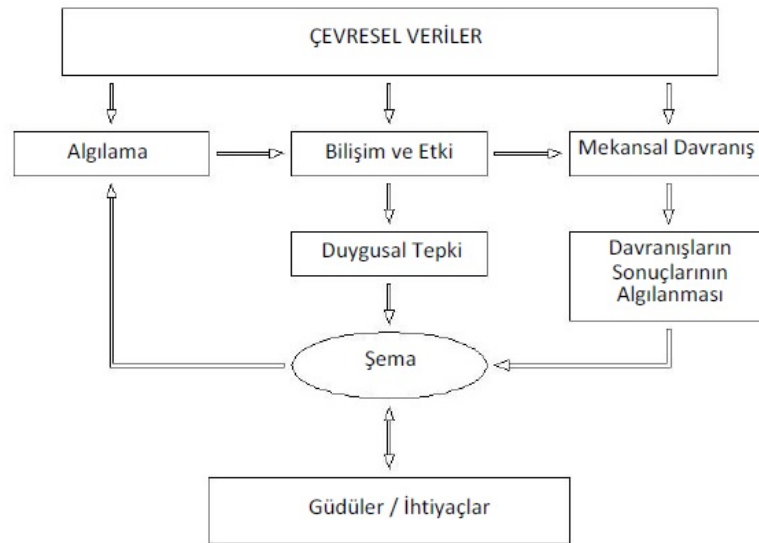 ÇEVRESEL VERİLER
Algılama
Bilişim ve Etki
Mekansal Davranış
Duygusal Tepki
Davranışların
Sonuçlarının
Algılanması
Şema
Güdüler / İhtiyaçlar